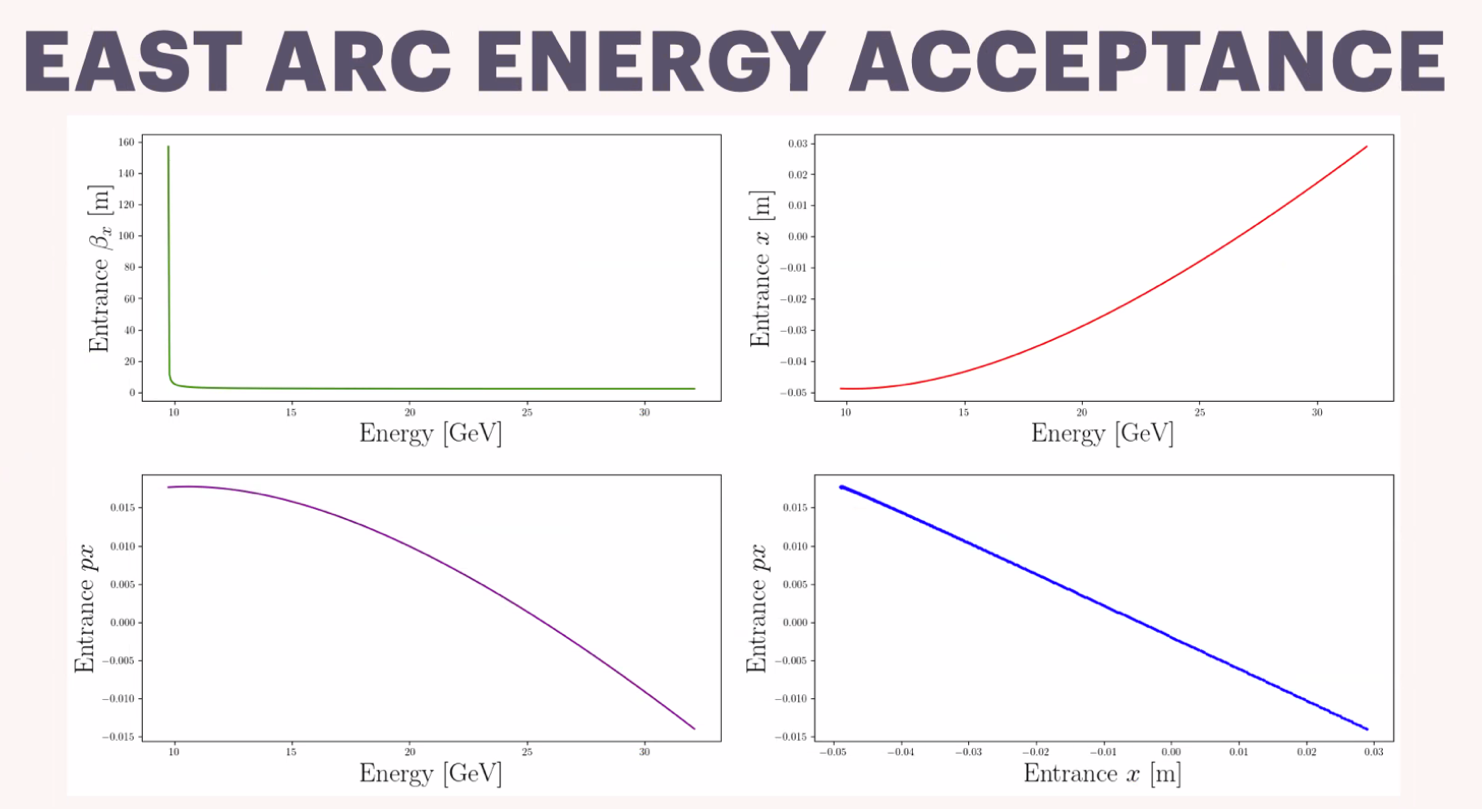 EAST ARC ENERGY ACCEPTANCE
160
140
120
100
80
60
40
20
0
Entrance βx [m]
10 15 20 25 30
Energy [GeV]
0.03
0.02
0.01
0.00
−0.01
−0.02
−0.03
−0.04
−0.05
Entrance x [m]
10 15 20 25 30
Energy [GeV]
0.015
0.010
0.005
0.000
−0.005
−0.010
−0.015
Entrance px
10 15 20 25 30
Energy [GeV]
0.015
0.010
0.005
0.000
−0.005
−0.010
−0.015
Entrance px
−0.05 −0.04 −0.03 −0.02 −0.01 0.00 0.01 0.02 0.03
Entrance x [m]